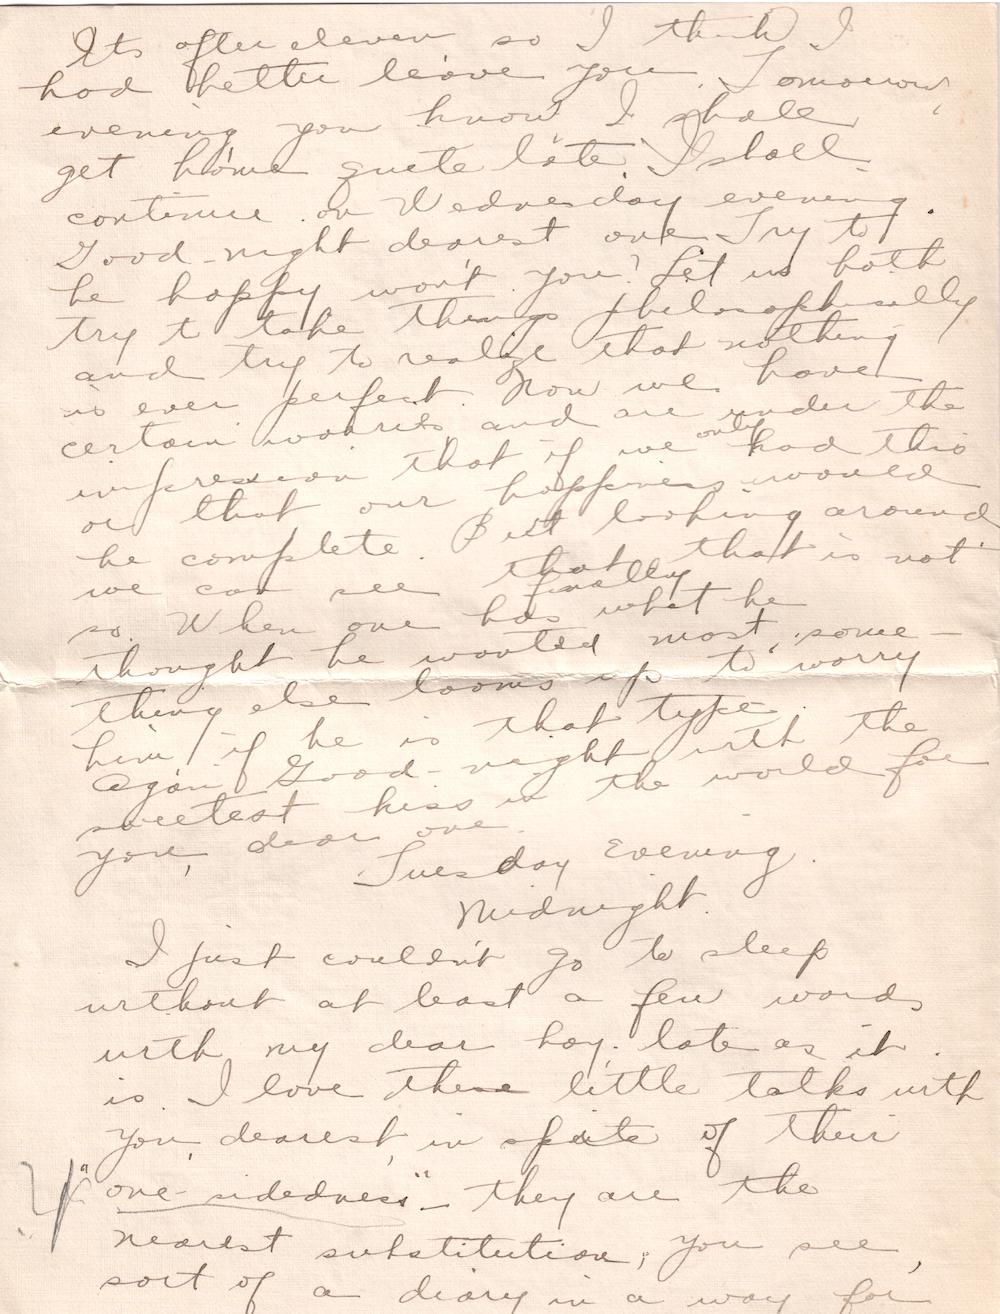 Its after eleven so I think I
had better leave you. Tomorrow
evening you know I shall
get home quite late. I shall
continue on Wednesday evening.
Good-night dearest one. Try to
be happy won't you? Let us both
try to take things philosophically
and try to realize that nothing
is ever perfect. Now we have
certain worries and are under the
impression that if we only had this
or that our happiness would
be complete. But looking around
we can see that that is not
so. When one finally has what he
thought he wanted most, some-
thing else looms up to worry
him, if he is that type.
Again Good-night with the
sweetest kiss in the world for
you, dear one.
Tuesday Evening.
Midnight.
I just couldn't go to sleep
without at least a few words
with my dear boy, late as it
is. I love these little talks with
you, dearest, in spite of their
"one-sidedness" - they are the
nearest substitution, you see,
sort of a diary in a way for